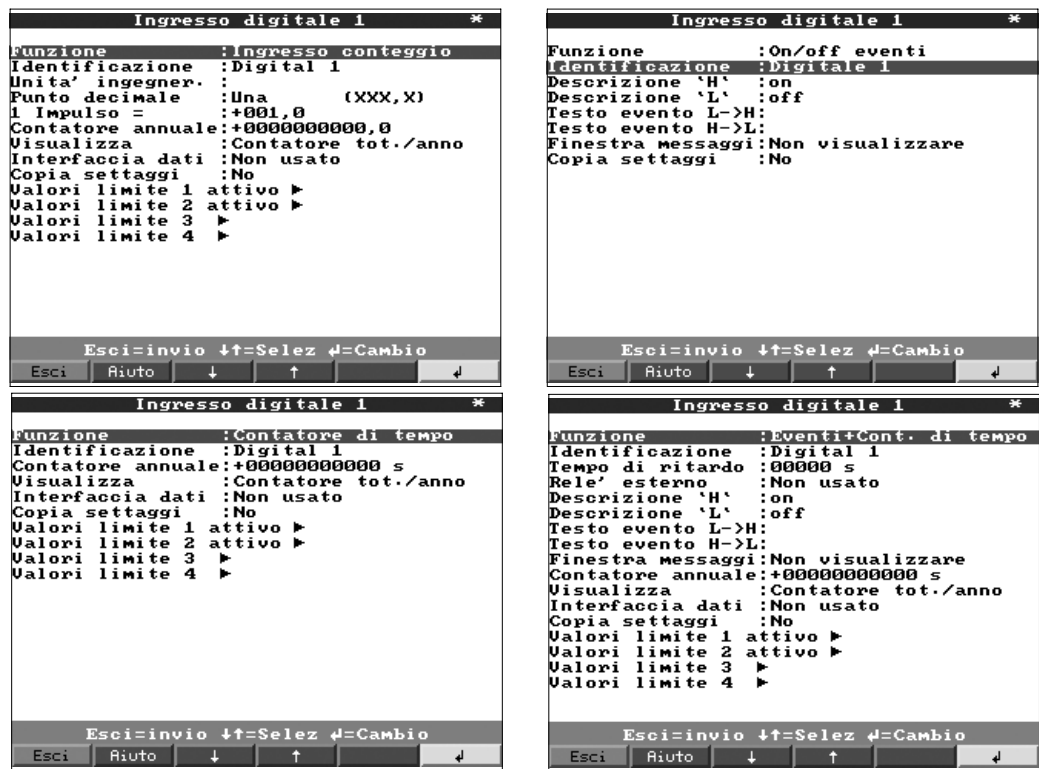 Ingresso digitale 1 *
Funzione :Ingresso conteggio
Identificazione :Digital 1
Unita' ingegner. :
Punto decimale :Una (XXX,X)
1 Impulso = :+001,0
Contatore annuale:+0000000000,0
Visualizza :Contatore tot./anno
Interfaccia dati :Non usato
Copia settaggi :No
Valori limite 1 attivo ►
Valori limite 2 attivo ►
Valori limite 3 ►
Valori limite 4 ►
Esci=invio ↓↑=Selez ↲=Cambio
Esci Aiuto ↓ ↑ ↲
Ingresso digitale 1 *
Funzione :On/off eventi
Identificazione :Digitale 1
Descrizione 'H' :on
Descrizione 'L' :off
Testo evento L->H:
Testo evento H->L:
Finestra messaggi:Non visualizzare
Copia settaggi :No
Esci=invio ↓↑=Selez ↲=Cambio
Esci Aiuto ↓ ↑ ↲
Ingresso digitale 1 *
Funzione :Contatore di tempo
Identificazione :Digital 1
Contatore annuale:+00000000000 s
Visualizza :Contatore tot./anno
Interfaccia dati :Non usato
Copia settaggi :No
Valori limite 1 attivo ►
Valori limite 2 attivo ►
Valori limite 3 ►
Valori limite 4 ►
Esci=invio ↓↑=Selez ↲=Cambio
Esci Aiuto ↓ ↑ ↲
Ingresso digitale 1 *
Funzione :Eventi+Cont. di tempo
Identificazione :Digital 1
Tempo di ritardo :00000 s
Rele' esterno :Non usato
Descrizione 'H' :on
Descrizione 'L' :off
Testo evento L->H:
Testo evento H->L:
Finestra messaggi:Non visualizzare
Contatore annuale:+00000000000 s
Visualizza :Contatore tot./anno
Interfaccia dati :Non usato
Copia settaggi :No
Valori limite 1 attivo ►
Valori limite 2 attivo ►
Valori limite 3 ►
Valori limite 4 ►
Esci=invio ↓↑=Selez ↲=Cambio
Esci Aiuto ↓ ↑ ↲